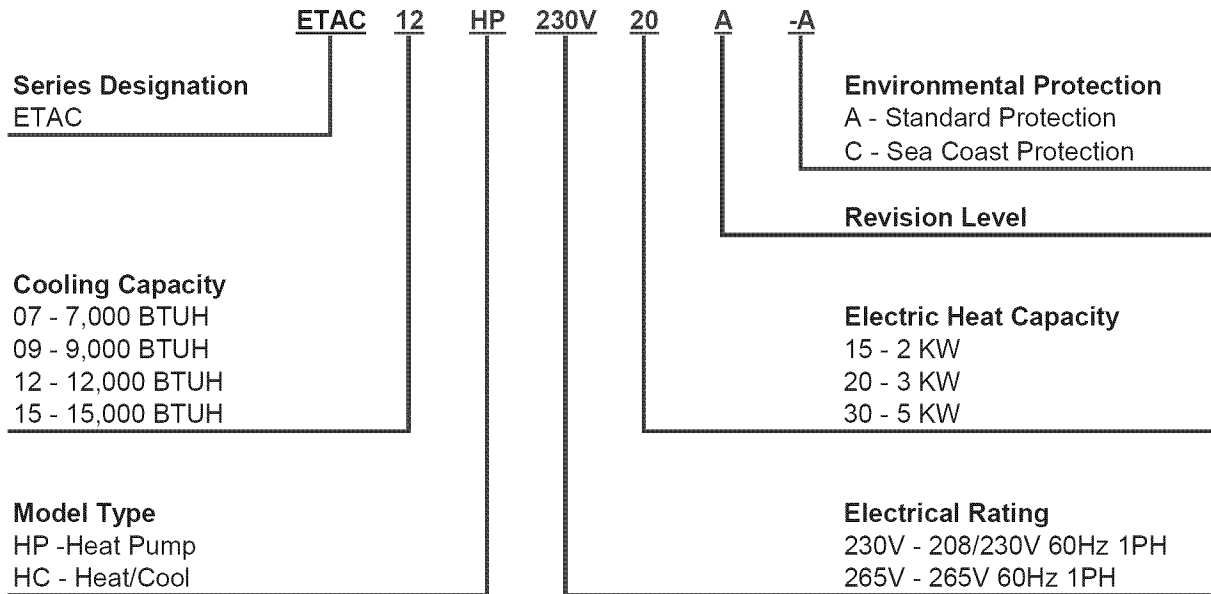 ETAC 12 HP 230V 20 A -A
Series Designation
ETAC
Environmental Protection
A - Standard Protection
C - Sea Coast Protection
Revision Level
Cooling Capacity
07 - 7,000 BTUH
09 - 9,000 BTUH
12 - 12,000 BTUH
15 - 15,000 BTUH
Electric Heat Capacity
15 - 2 KW
20 - 3 KW
30 - 5 KW
Model Type
HP -Heat Pump
HC - Heat/Cool
Electrical Rating
230V - 208/230V 60Hz 1PH
265V - 265V 60Hz 1PH